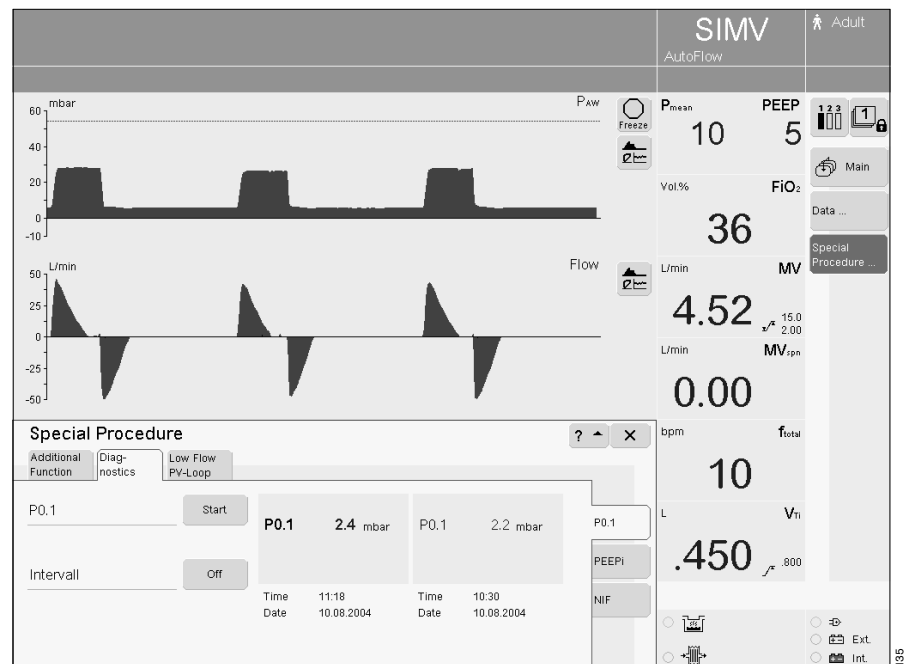 SIMV
AutoFlow
Adult
mbar
PAW
60
40
20
0
-10
Freeze
L/min
Flow
50
25
0
-25
-50
Pmean
PEEP
10
5
Vol.%
FiO₂
36
L/min
MV
4.52
15.0
2.00
L/min
MVspn
0.00
bpm
ftotal
10
L
VTi
.450
.800
1 2 3
1
Main
Data ...
Special
Procedure ...
Special Procedure
?
Additional
Function
Diag-
nostics
Low Flow
PV-Loop
P0.1
Start
Intervall
Off
P0.1 2.4 mbar
P0.1 2.2 mbar
Time 11:18
Date 10.08.2004
Time 10:30
Date 10.08.2004
P0.1
PEEPi
NIF
Ext.
Int.